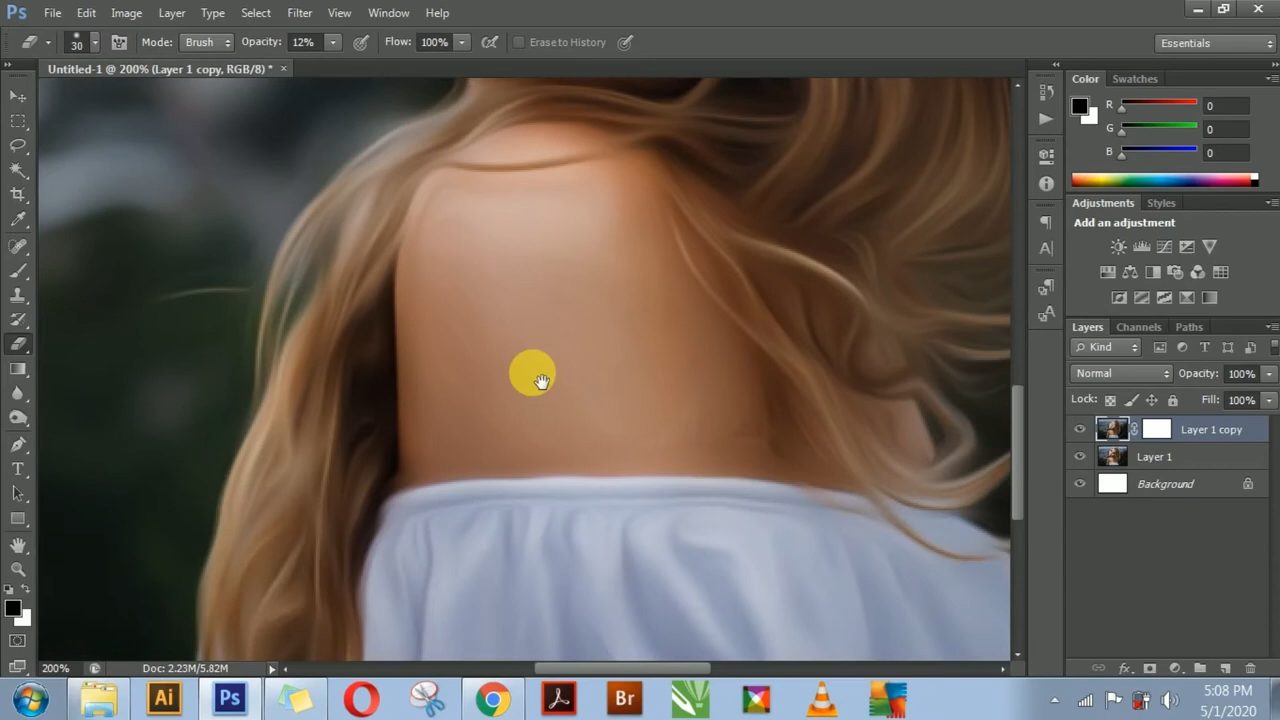 Ps File Edit Image Layer Type Select Filter View Window Help
30 Mode: Brush Opacity: 12% Flow: 100% Erase to History Essentials
Untitled-1 @ 200% (Layer 1 copy, RGB/8) * ×
Color Swatches
R 0
G 0
B 0
Adjustments Styles
Add an adjustment
Layers Channels Paths
Kind
Normal Opacity: 100%
Lock: Fill: 100%
Layer 1 copy
Layer 1
Background
200% Doc: 2.23M/5.82M
Ai Ps Br
5:08 PM
5/1/2020